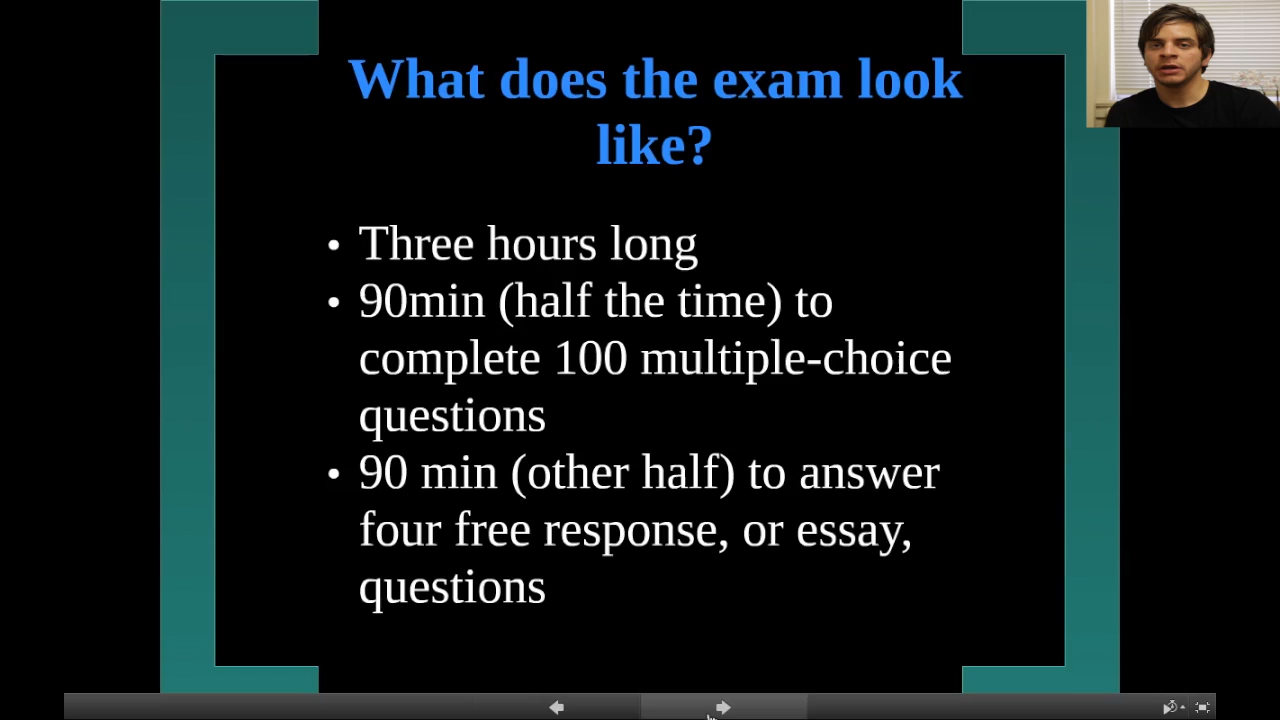 What does the exam look
like?
• Three hours long
• 90min (half the time) to
complete 100 multiple-choice
questions
• 90 min (other half) to answer
four free response, or essay,
questions